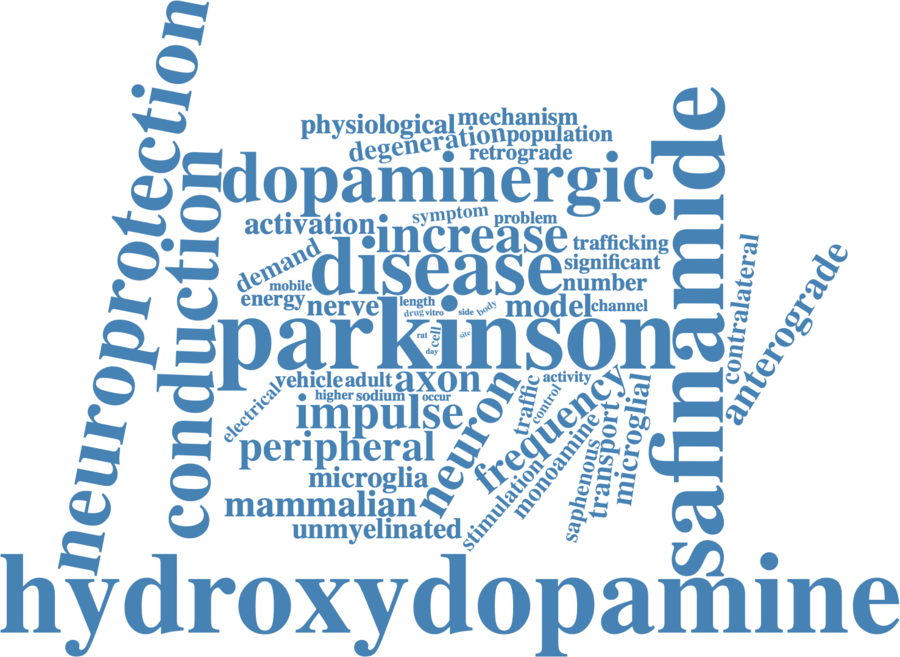 neuroprotection
conduction
physiological
mechanism
degeneration
population
retrograde
dopaminergic
safinamide
activation
symptom
problem
increase
trafficking
demand
disease
significant
mobile
number
energy
nerve
length
drug
vitro
side
body
model
channel
contralateral
anterograde
parkinson
rat
cell
site
day
vehicle
adult
axon
activity
electrical
higher
sodium
occur
neuron
traffic
control
frequency
impulse
peripheral
microglia
mammalian
unmyelinated
stimulation
monoamine
saphenous
transport
microglial
hydroxydopamine